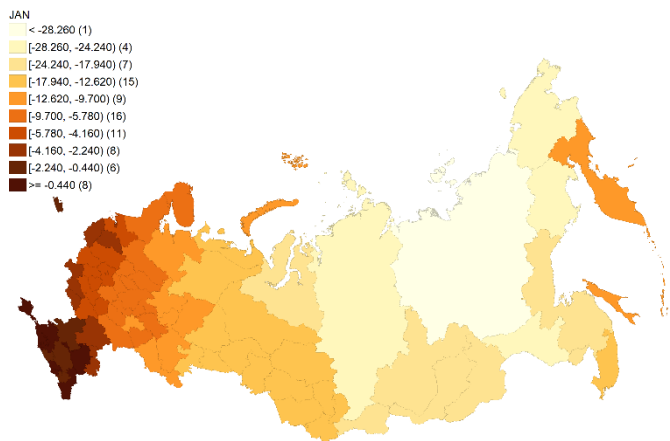 JAN
< -28.260 (1)
[-28.260, -24.240) (4)
[-24.240, -17.940) (7)
[-17.940, -12.620) (15)
[-12.620, -9.700) (9)
[-9.700, -5.780) (16)
[-5.780, -4.160) (11)
[-4.160, -2.240) (8)
[-2.240, -0.440) (6)
>= -0.440 (8)